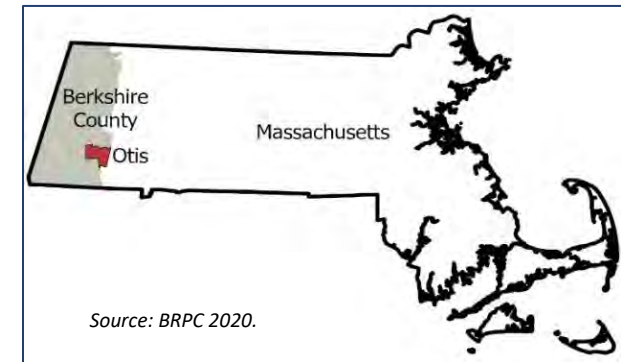 Berkshire
County
Massachusetts
Otis
Source: BRPC 2020.